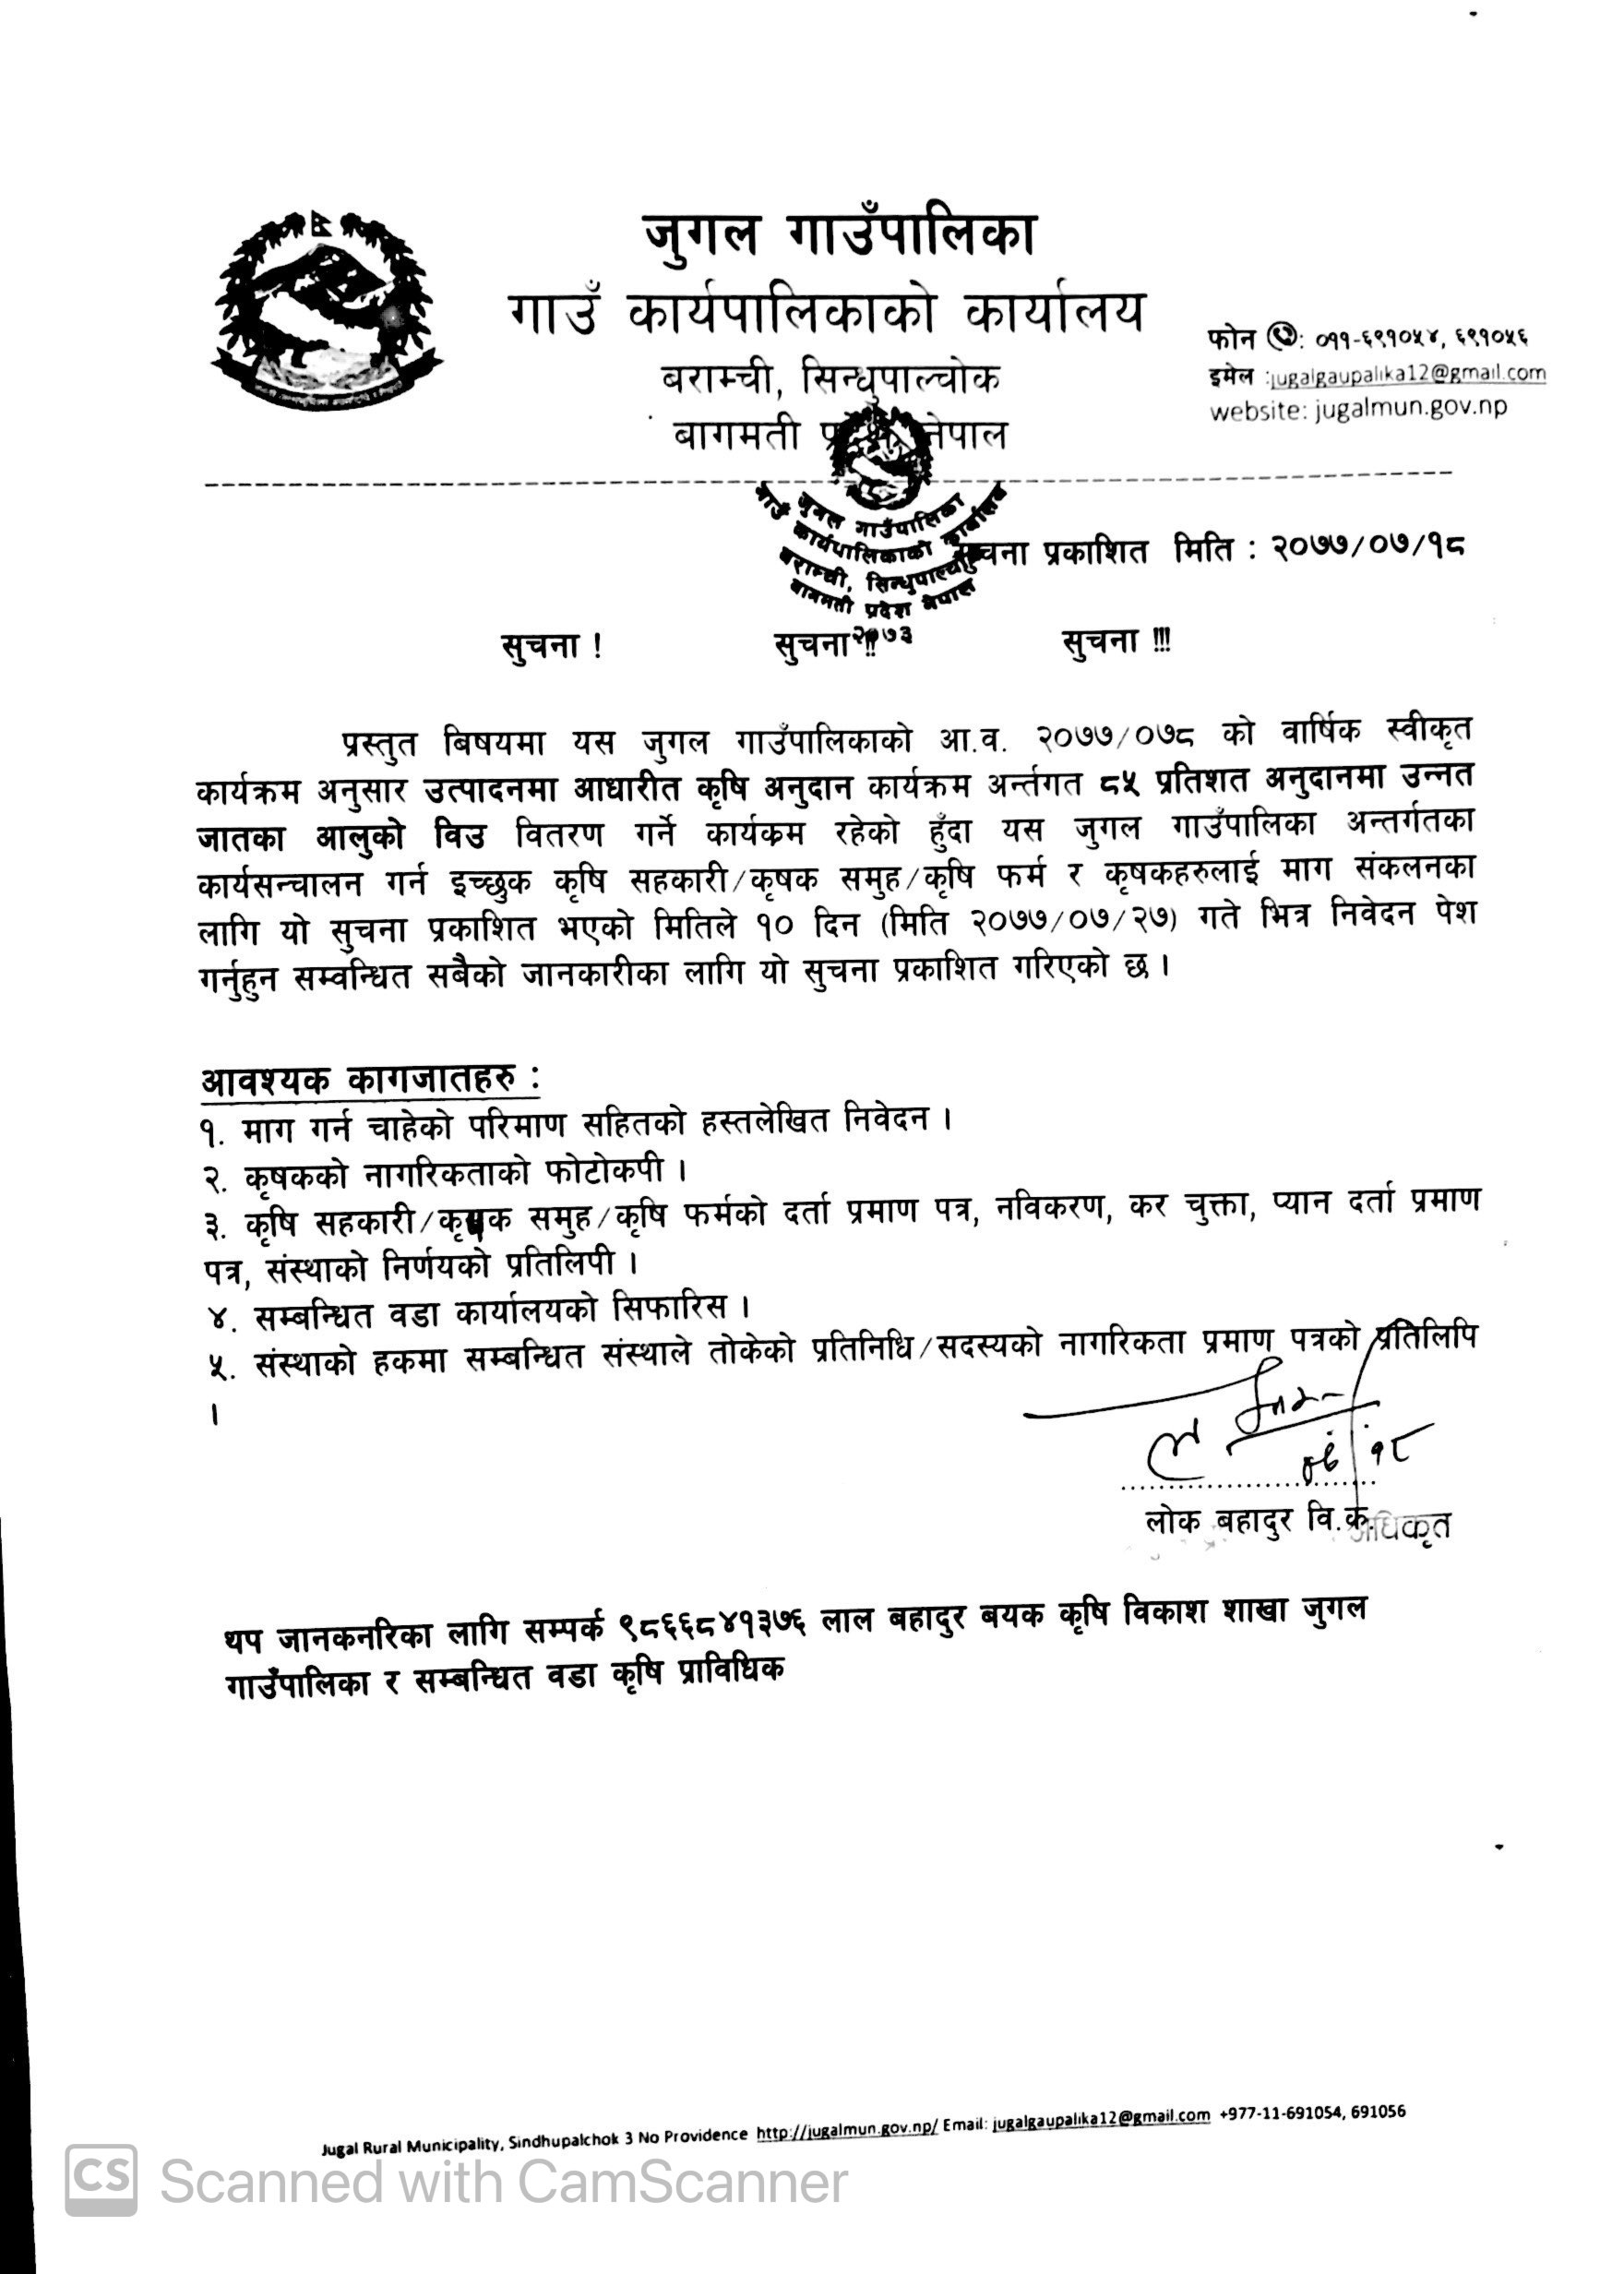 जुगल गाउँपालिका
गाउँ कार्यपालिकाको कार्यालय
बराम्ची, सिन्धुपाल्चोक
बागमती प्रदेश, नेपाल
फोन : ०११-६९१०५४, ६९१०५६
इमेल :jugalgaupalika12@gmail.com
website: jugalmun.gov.np
जुगल गाउँपालिका
गाउँ कार्यपालिकाको कार्यालय
बराम्ची, सिन्धुपाल्चोक
बागमती प्रदेश नेपाल
२०७३
सुचना प्रकाशित मिति : २०७७/०७/१८
सुचना ! सुचना !!! सुचना !!!
प्रस्तुत बिषयमा यस जुगल गाउँपालिकाको आ.व. २०७७/०७८ को वार्षिक स्वीकृत
कार्यक्रम अनुसार उत्पादनमा आधारीत कृषि अनुदान कार्यक्रम अर्न्तगत ८५ प्रतिशत अनुदानमा उन्नत
जातका आलुको विउ वितरण गर्ने कार्यक्रम रहेको हुँदा यस जुगल गाउँपालिका अन्तर्गतका
कार्यसन्चालन गर्न इच्छुक कृषि सहकारी/कृषक समुह/कृषि फर्म र कृषकहरुलाई माग संकलनका
लागि यो सुचना प्रकाशित भएको मितिले १० दिन (मिति २०७७/०७/२७) गते भित्र निवेदन पेश
गर्नुहुन सम्वन्धित सबैको जानकारीका लागि यो सुचना प्रकाशित गरिएको छ ।
आवश्यक कागजातहरु :
१. माग गर्न चाहेको परिमाण सहितको हस्तलेखित निवेदन ।
२. कृषकको नागरिकताको फोटोकपी ।
३. कृषि सहकारी/कृषक समुह/कृषि फर्मको दर्ता प्रमाण पत्र, नविकरण, कर चुक्ता, प्यान दर्ता प्रमाण
पत्र, संस्थाको निर्णयको प्रतिलिपी ।
४. सम्बन्धित वडा कार्यालयको सिफारिस ।
५. संस्थाको हकमा सम्बन्धित संस्थाले तोकेको प्रतिनिधि/सदस्यको नागरिकता प्रमाण पत्रको प्रतिलिपि
।
लोक बहादुर वि.क.
अधिकृत
थप जानकनरिका लागि सम्पर्क ९८६६८४१३७६ लाल बहादुर बयक कृषि विकाश शाखा जुगल
गाउँपालिका र सम्बन्धित वडा कृषि प्राविधिक
Jugal Rural Municipality, Sindhupalchok 3 No Providence http://jugalmun.gov.np/ Email: jugalgaupalika12@gmail.com +977-11-691054, 691056
CS Scanned with CamScanner